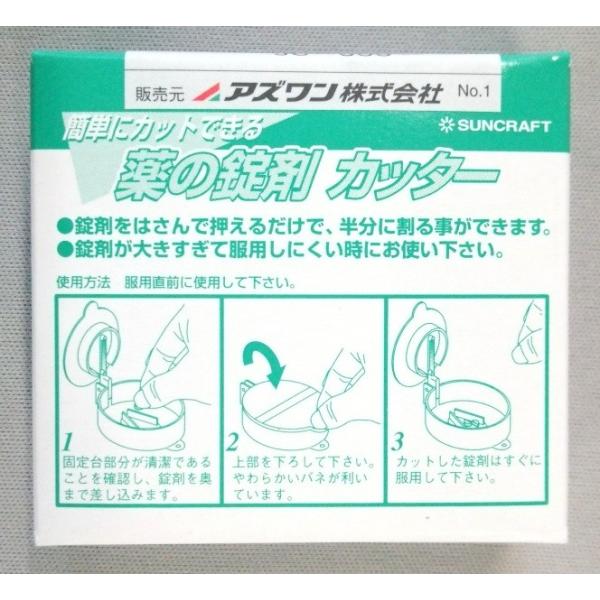 販売元 アズワン株式会社 No.1
簡単にカットできる
SUNCRAFT
薬の錠剤 カッター
●錠剤をはさんで押えるだけで、半分に割る事ができます。
●錠剤が大きすぎて服用しにくい時にお使い下さい。
使用方法 服用直前に使用して下さい。
1
固定台部分が清潔である
ことを確認し、錠剤を奥
まで差し込みます。
2
上部を下ろして下さい。
やわらかいバネが利い
ています。
3
カットした錠剤はすぐに
服用して下さい。